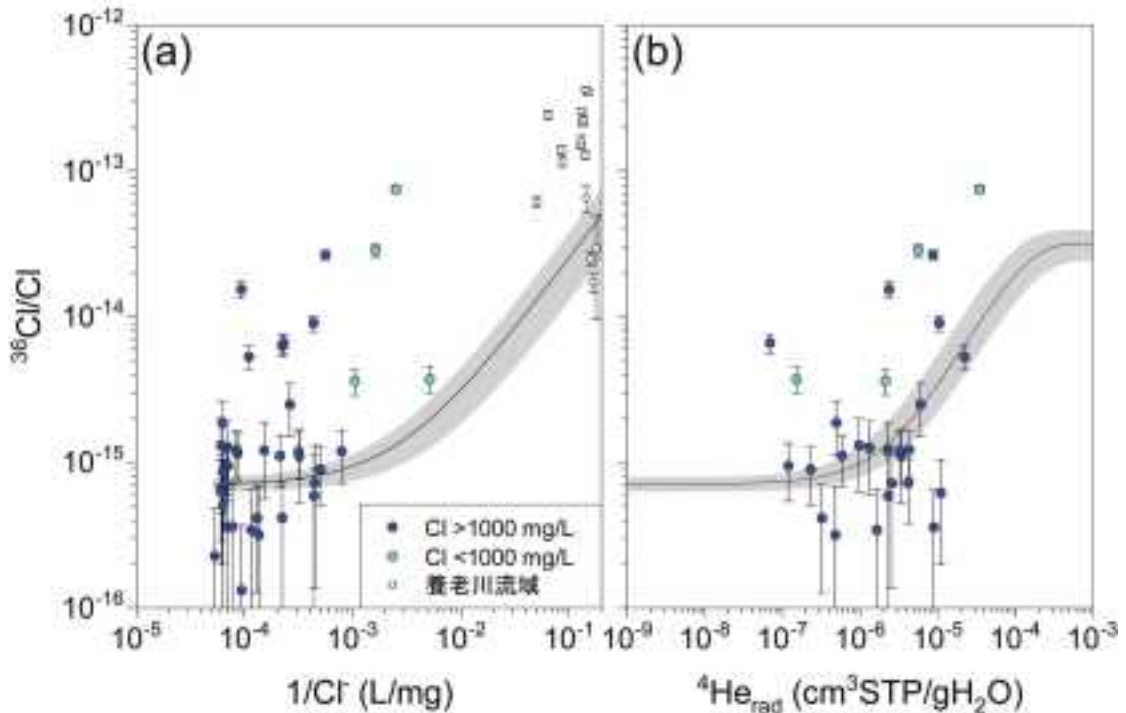 (a)
(b)
10⁻¹²
10⁻¹³
10⁻¹⁴
10⁻¹⁵
10⁻¹⁶
³⁶Cl/Cl
Cl >1000 mg/L
Cl <1000 mg/L
養老川流域
10⁻⁵ 10⁻⁴ 10⁻³ 10⁻² 10⁻¹
10⁻⁹ 10⁻⁸ 10⁻⁷ 10⁻⁶ 10⁻⁵ 10⁻⁴ 10⁻³
1/Cl⁻ (L/mg)
⁴Heᵣₐd (cm³STP/gH₂O)